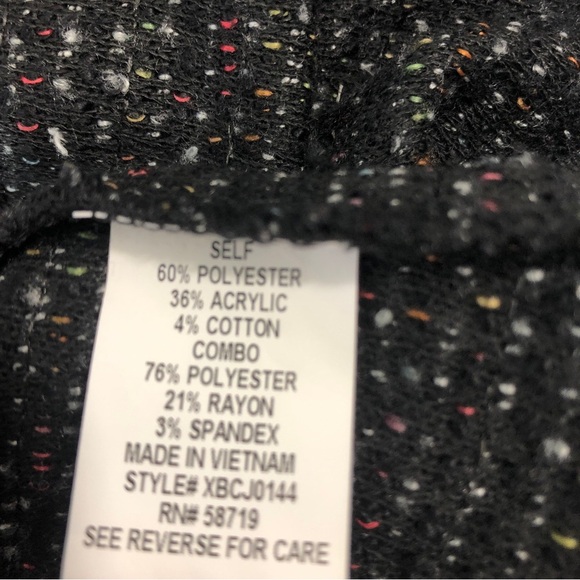 SELF
60% POLYESTER
36% ACRYLIC
4% COTTON
COMBO
76% POLYESTER
21% RAYON
3% SPANDEX
MADE IN VIETNAM
STYLE# XBCJ0144
RN# 58719
SEE REVERSE FOR CARE